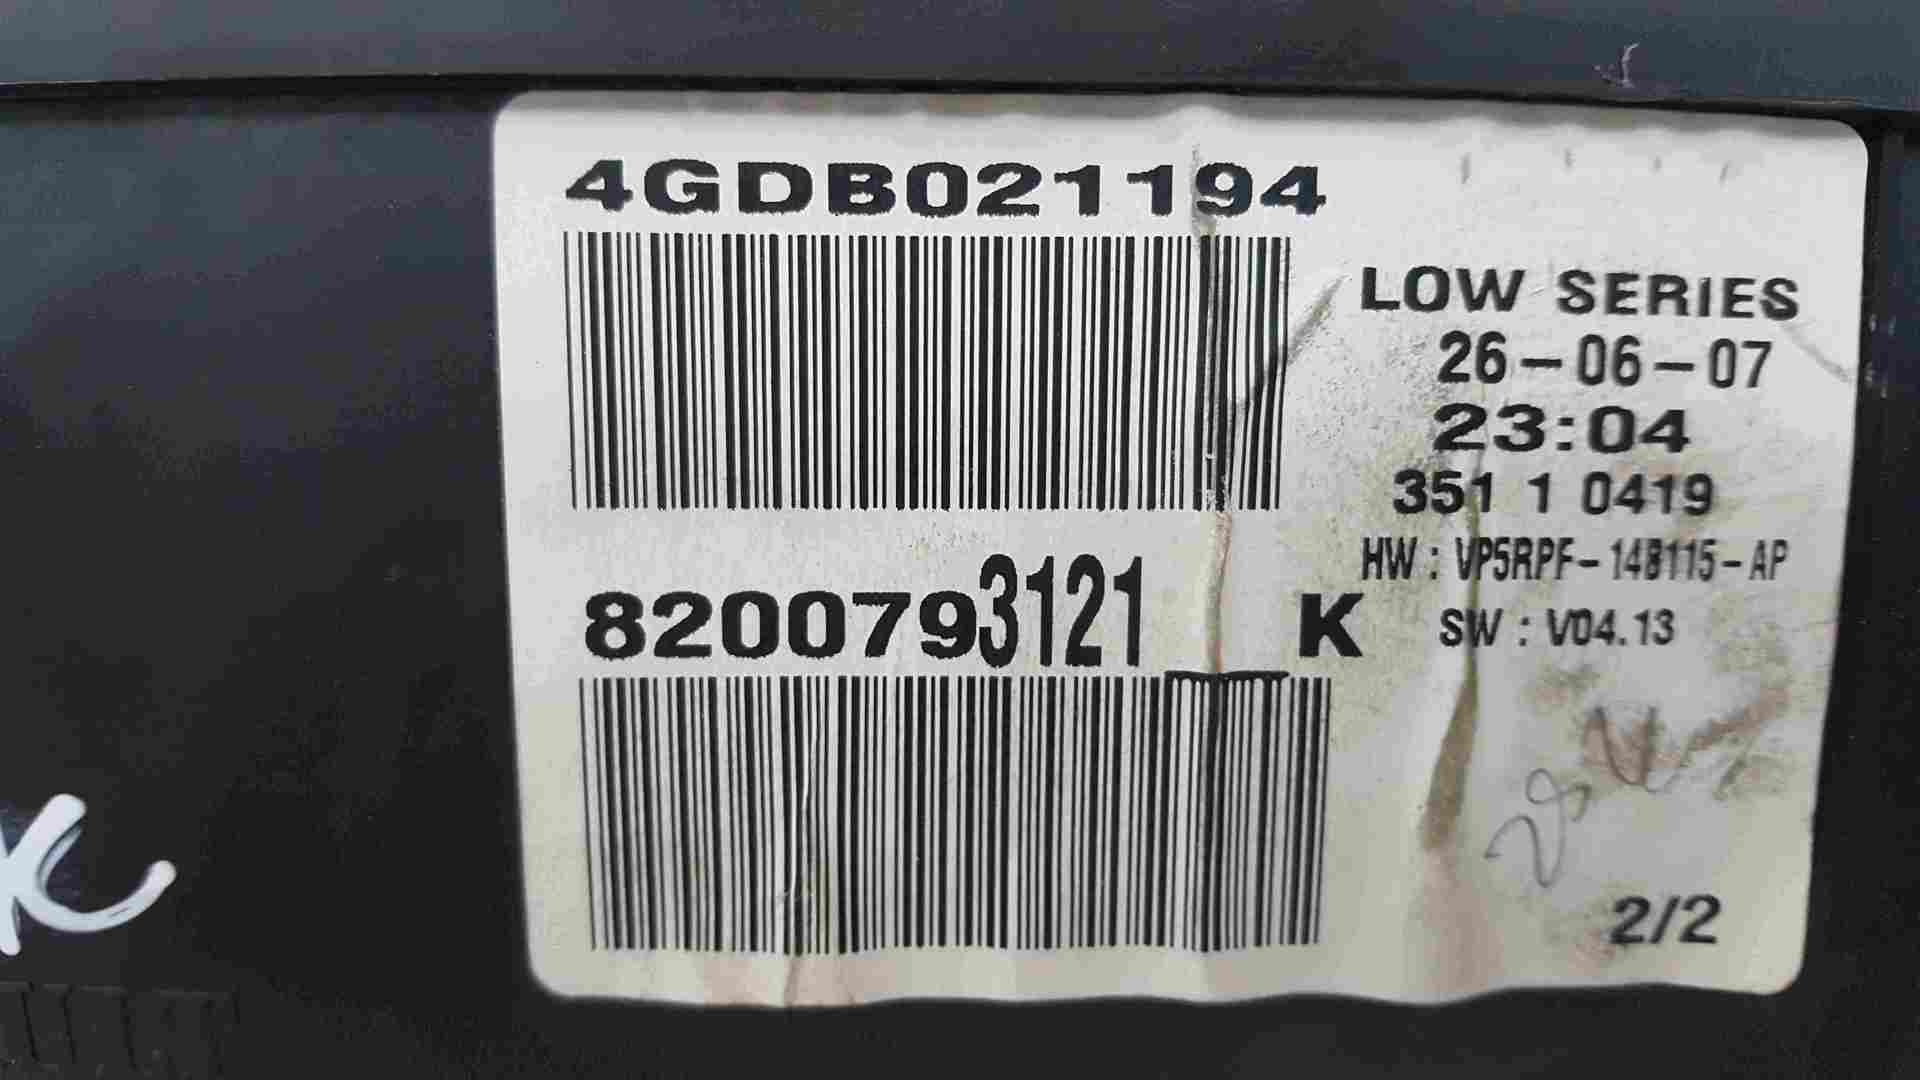 4GDB021194
LOW SERIES
26-06-07
23:04
351 1 0419
HW : VP5RPF-14B115-AP
SW : V04.13
8200793121__K
2/2
K